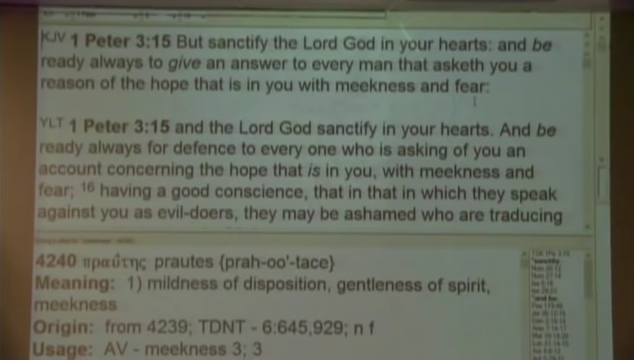 KJV 1 Peter 3:15 But sanctify the Lord God in your hearts: and be
ready always to give an answer to every man that asketh you a
reason of the hope that is in you with meekness and fear:
YLT 1 Peter 3:15 and the Lord God sanctify in your hearts. And be
ready always for defence to every one who is asking of you an
account concerning the hope that is in you, with meekness and
fear; 16 having a good conscience, that in that in which they speak
against you as evil-doers, they may be ashamed who are traducing
4240 πραΰτης prautes {prah-oo'-tace}
Meaning: 1) mildness of disposition, gentleness of spirit,
meekness
Origin: from 4239; TDNT - 6:645,929; n f
Usage: AV - meekness 3; 3